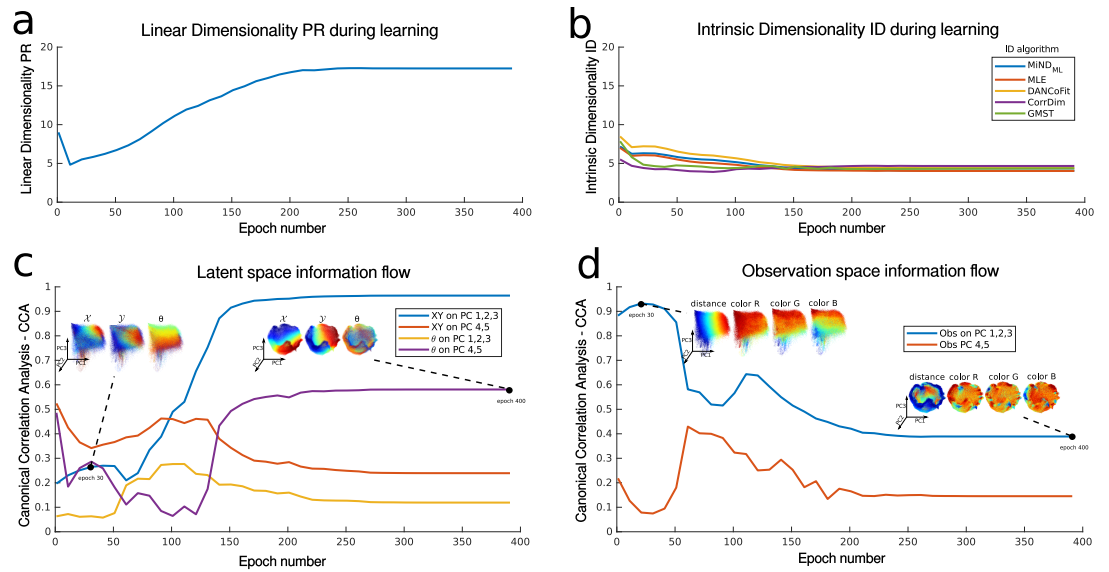 a
Linear Dimensionality PR during learning
Linear Dimensionality PR
20
15
10
5
0
0 50 100 150 200 250 300 350 400
Epoch number
b
Intrinsic Dimensionality ID during learning
Intrinsic Dimensionality ID
20
15
10
5
0
0 50 100 150 200 250 300 350 400
Epoch number
ID algorithm
MiND_ML
MLE
DANCoFit
CorrDim
GMST
c
Latent space information flow
Canonical Correlation Analysis - CCA
1
0.9
0.8
0.7
0.6
0.5
0.4
0.3
0.2
0.1
0
0 50 100 150 200 250 300 350 400
Epoch number
X Y θ
PC3
PC1
epoch 30
X Y θ
PC3
PC1
epoch 400
XY on PC 1,2,3
XY on PC 4,5
θ on PC 1,2,3
θ on PC 4,5
d
Observation space information flow
Canonical Correlation Analysis - CCA
1
0.9
0.8
0.7
0.6
0.5
0.4
0.3
0.2
0.1
0
0 50 100 150 200 250 300 350 400
Epoch number
epoch 30
distance color R color G color B
PC3
PC1
Obs on PC 1,2,3
Obs PC 4,5
distance color R color G color B
PC3
PC1
epoch 400